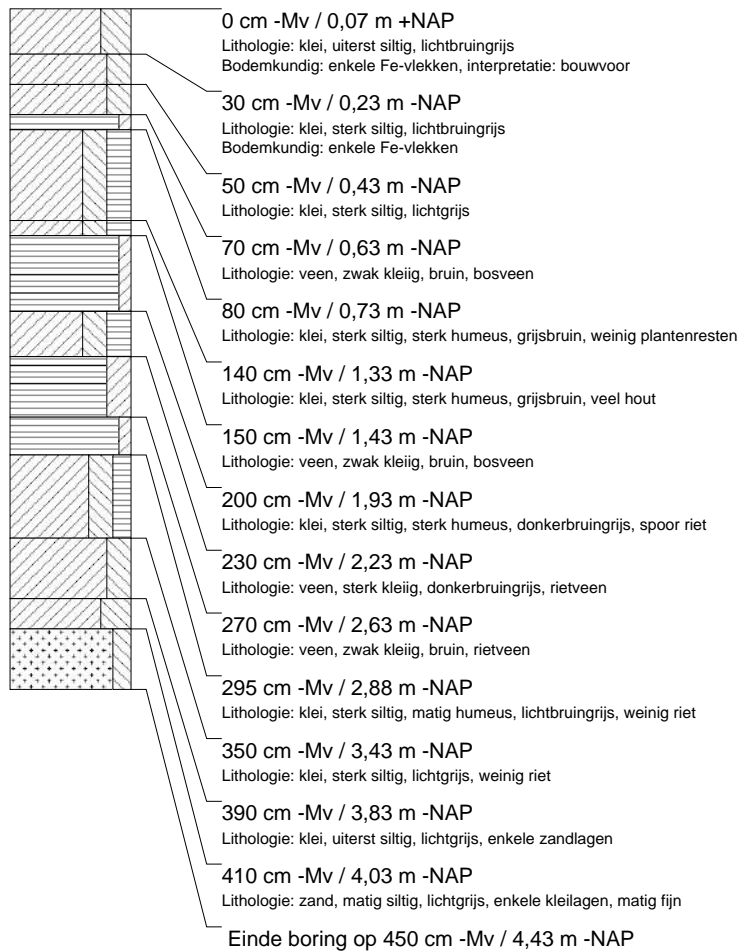 0 cm -Mv / 0,07 m +NAP
Lithologie: klei, uiterst siltig, lichtbruingrijs
Bodemkundig: enkele Fe-vlekken, interpretatie: bouwvoor
30 cm -Mv / 0,23 m -NAP
Lithologie: klei, sterk siltig, lichtbruingrijs
Bodemkundig: enkele Fe-vlekken
50 cm -Mv / 0,43 m -NAP
Lithologie: klei, sterk siltig, lichtgrijs
70 cm -Mv / 0,63 m -NAP
Lithologie: veen, zwak kleiig, bruin, bosveen
80 cm -Mv / 0,73 m -NAP
Lithologie: klei, sterk siltig, sterk humeus, grijsbruin, weinig plantenresten
140 cm -Mv / 1,33 m -NAP
Lithologie: klei, sterk siltig, sterk humeus, grijsbruin, veel hout
150 cm -Mv / 1,43 m -NAP
Lithologie: veen, zwak kleiig, bruin, bosveen
200 cm -Mv / 1,93 m -NAP
Lithologie: klei, sterk siltig, sterk humeus, donkerbruingrijs, spoor riet
230 cm -Mv / 2,23 m -NAP
Lithologie: veen, sterk kleiig, donkerbruingrijs, rietveen
270 cm -Mv / 2,63 m -NAP
Lithologie: veen, zwak kleiig, bruin, rietveen
295 cm -Mv / 2,88 m -NAP
Lithologie: klei, sterk siltig, matig humeus, lichtbruingrijs, weinig riet
350 cm -Mv / 3,43 m -NAP
Lithologie: klei, sterk siltig, lichtgrijs, weinig riet
390 cm -Mv / 3,83 m -NAP
Lithologie: klei, uiterst siltig, lichtgrijs, enkele zandlagen
410 cm -Mv / 4,03 m -NAP
Lithologie: zand, matig siltig, lichtgrijs, enkele kleilagen, matig fijn
Einde boring op 450 cm -Mv / 4,43 m -NAP